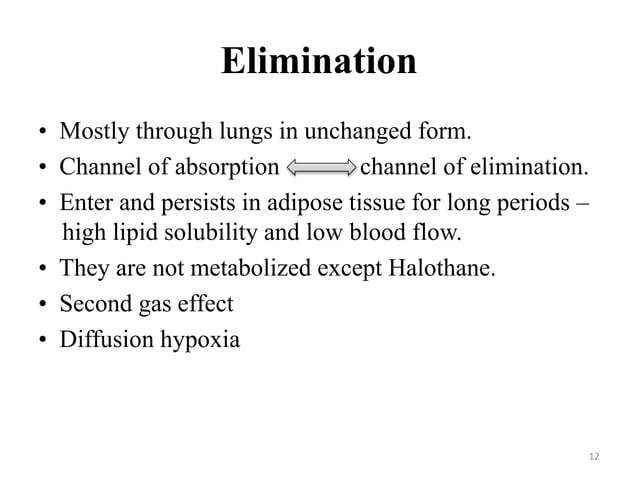 Elimination
• Mostly through lungs in unchanged form.
• Channel of absorption channel of elimination.
• Enter and persists in adipose tissue for long periods –
high lipid solubility and low blood flow.
• They are not metabolized except Halothane.
• Second gas effect
• Diffusion hypoxia
12